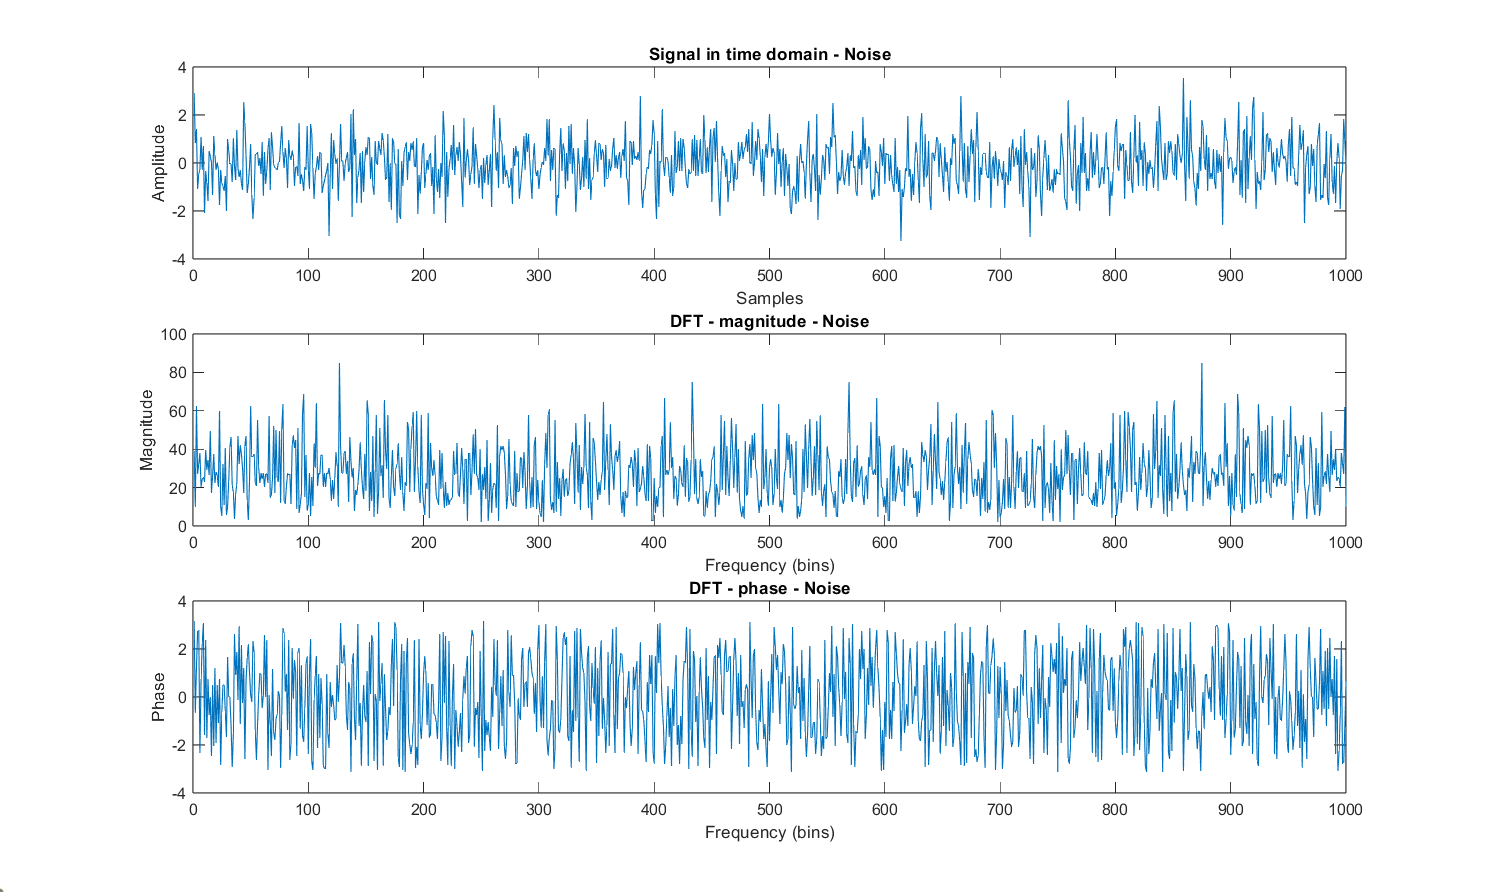 Signal in time domain - Noise
4
2
0
-2
-4
Amplitude
0 100 200 300 400 500 600 700 800 900 1000
Samples
DFT - magnitude - Noise
100
80
60
40
20
0
Magnitude
0 100 200 300 400 500 600 700 800 900 1000
Frequency (bins)
DFT - phase - Noise
4
2
0
-2
-4
Phase
0 100 200 300 400 500 600 700 800 900 1000
Frequency (bins)